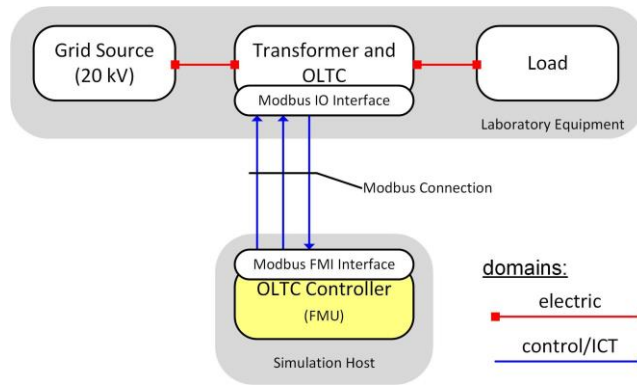 Grid Source
(20 kV)
Transformer and
OLTC
Modbus IO Interface
Load
Laboratory Equipment
Modbus Connection
Modbus FMI Interface
OLTC Controller
(FMU)
Simulation Host
domains:
electric
control/ICT